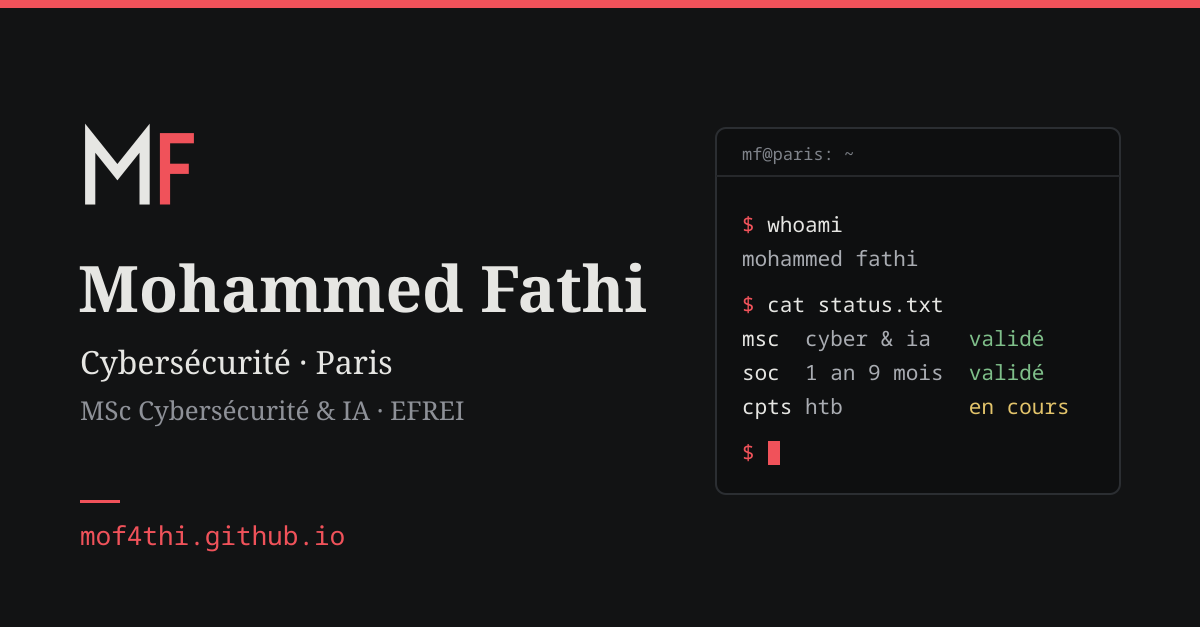 MF
Mohammed Fathi
Cybersécurité · Paris
MSc Cybersécurité & IA · EFREI
mof4thi.github.io
mf@paris: ~
$ whoami
mohammed fathi
$ cat status.txt
msc cyber & ia validé
soc 1 an 9 mois validé
cpts htb en cours
$